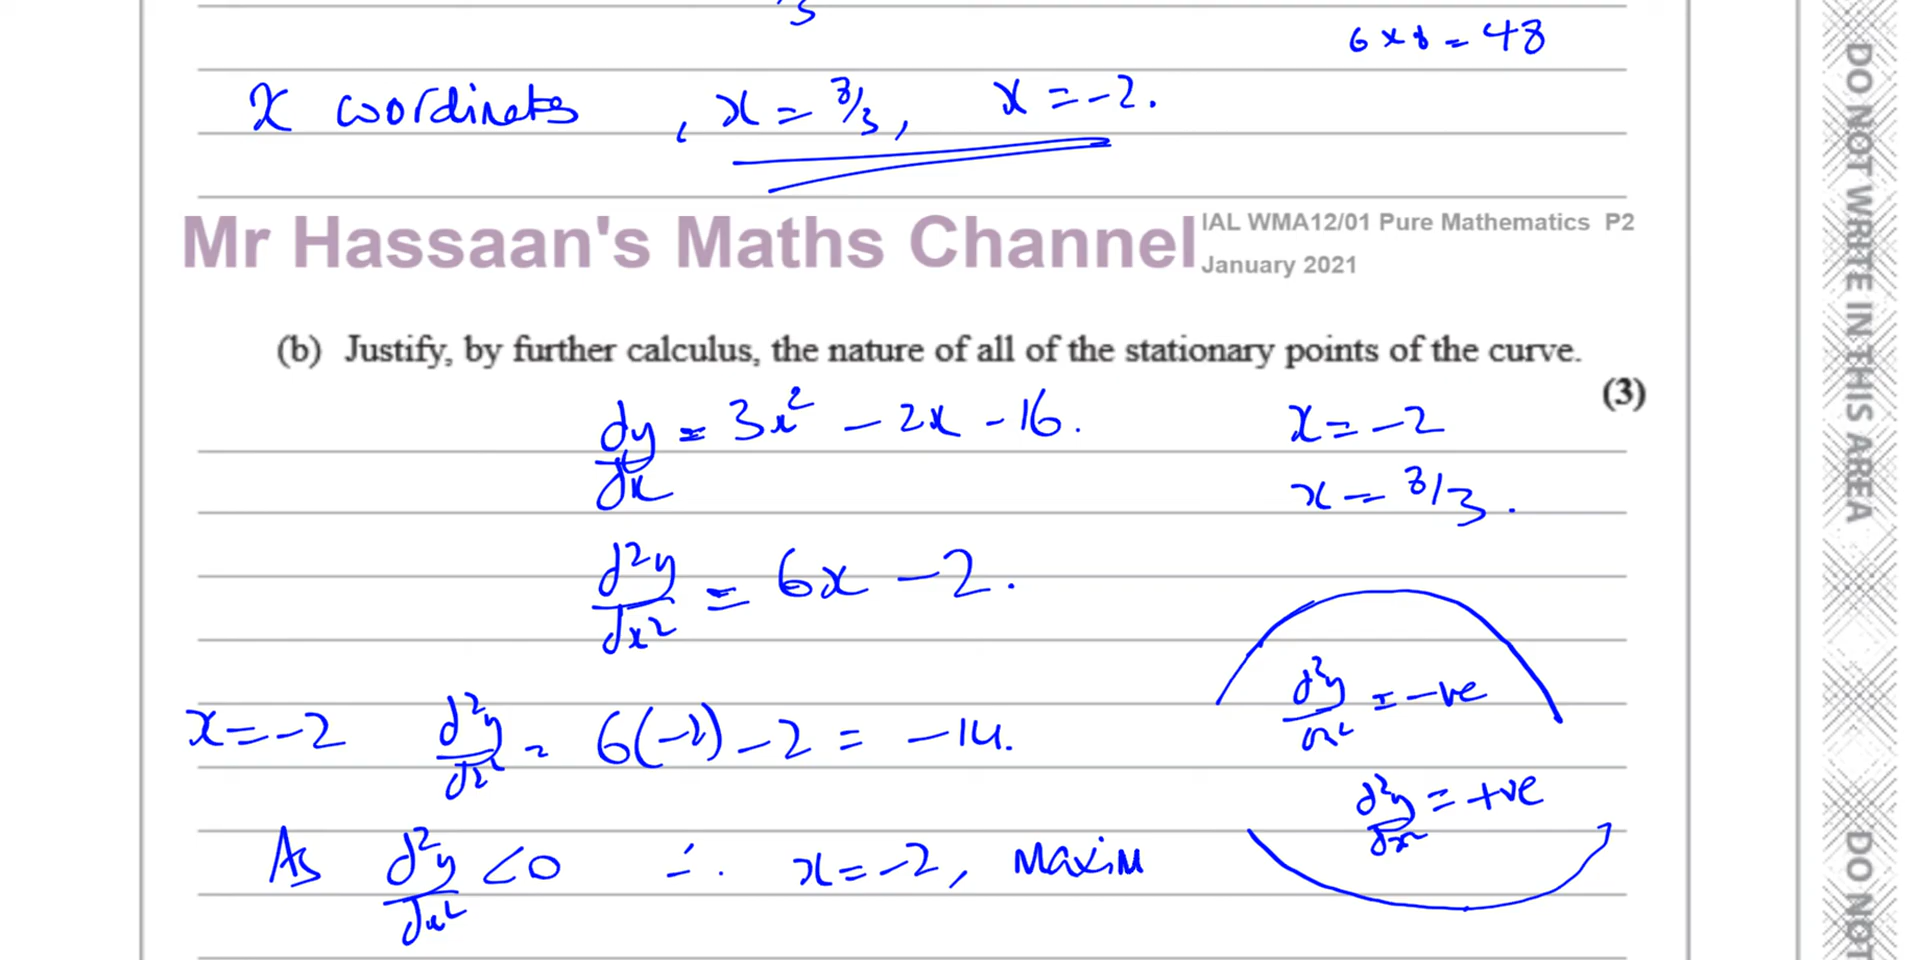 3
6 x 8 = 48
x coordinates , x = 8/3, x = -2.
Mr Hassaan's Maths Channel
IAL WMA12/01 Pure Mathematics P2
January 2021
(b) Justify, by further calculus, the nature of all of the stationary points of the curve.
(3)
dy/dx = 3x² - 2x - 16.
x = -2
x = 8/3.
d²y/dx² = 6x - 2.
d²y/dx² = -ve
x = -2 d²y/dx² = 6(-2) - 2 = -14.
d²y/dx² = +ve
As d²y/dx² < 0 ∴ x = -2, Maxim
DO NOT WRITE IN THIS AREA
DO NOT